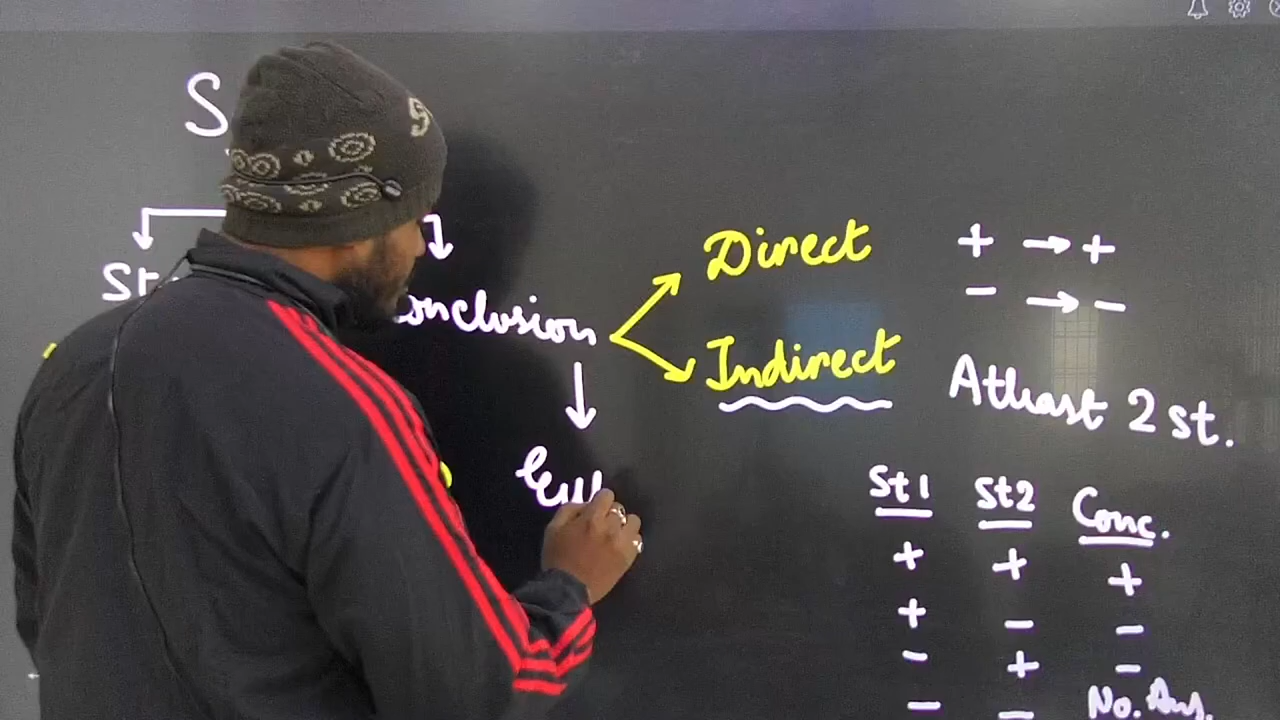 S
St
onclusion
Direct
+ → +
- → -
Indirect
Atleast 2 st.
St1 St2 Conc.
+ + +
+ - -
- + -
- - No. Ans.